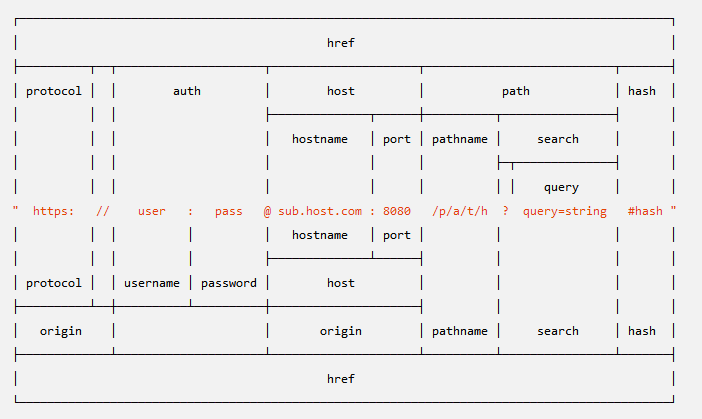 href
protocol auth host path hash
hostname port pathname search
query
" https: // user : pass @ sub.host.com : 8080 /p/a/t/h ? query=string #hash "
hostname port
protocol username password host
origin origin pathname search hash
href